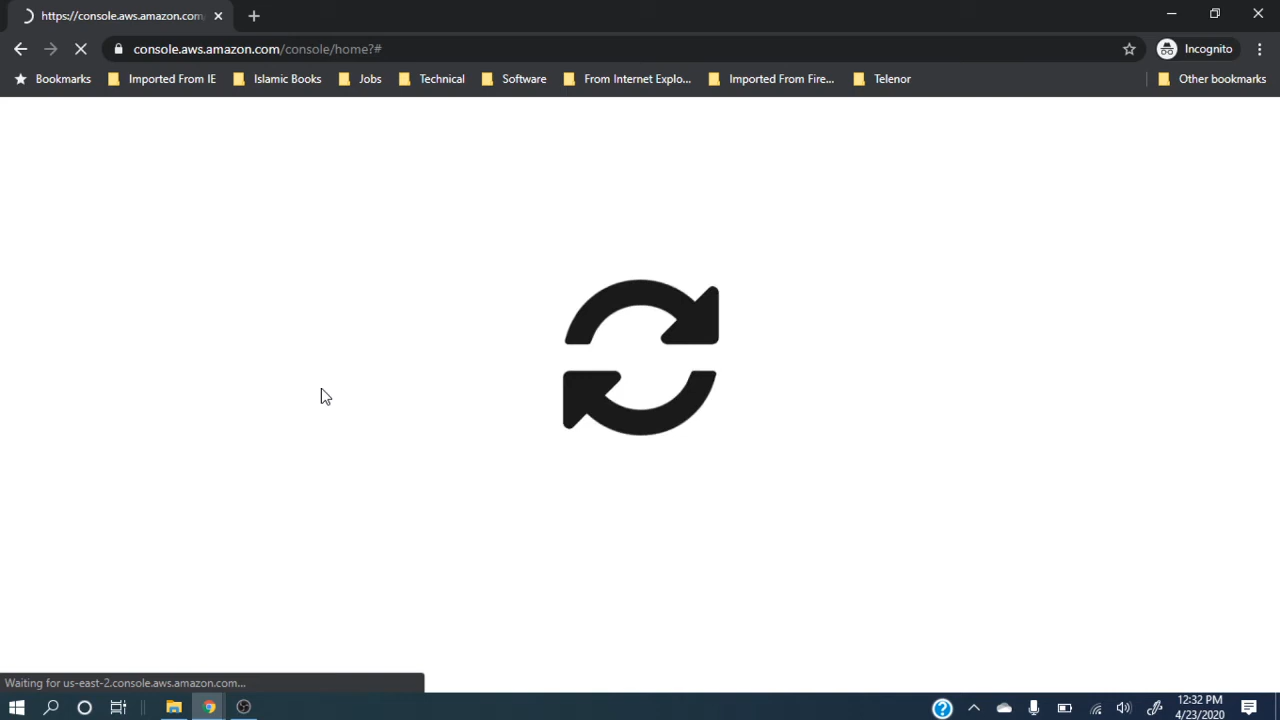 https://console.aws.amazon.com/
console.aws.amazon.com/console/home?#
Incognito
Bookmarks
Imported From IE
Islamic Books
Jobs
Technical
Software
From Internet Explo...
Imported From Fire...
Telenor
Other bookmarks
Waiting for us-east-2.console.aws.amazon.com...
12:32 PM
4/23/2020